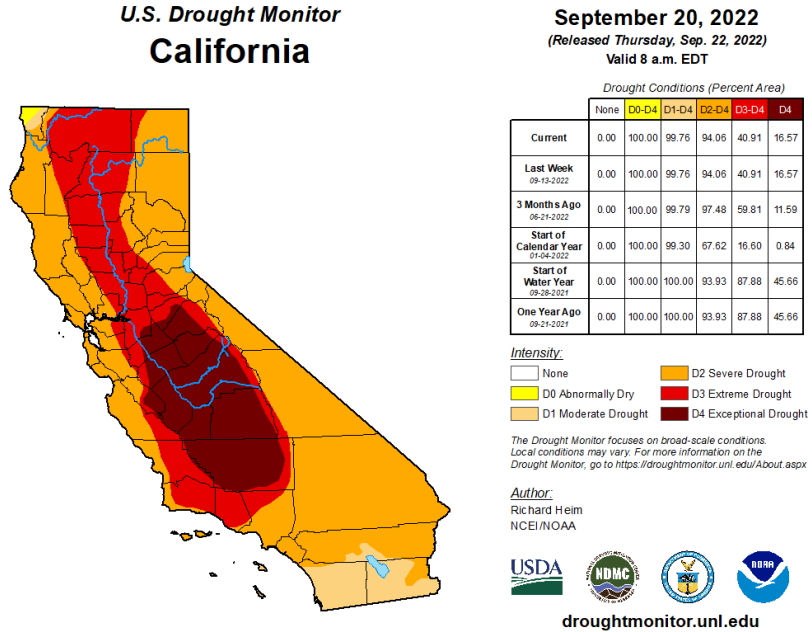 U.S. Drought Monitor
California
September 20, 2022
(Released Thursday, Sep. 22, 2022)
Valid 8 a.m. EDT
Drought Conditions (Percent Area)
None D0-D4 D1-D4 D2-D4 D3-D4 D4
Current 0.00 100.00 99.76 94.06 40.91 16.57
Last Week
09-13-2022
0.00 100.00 99.76 94.06 40.91 16.57
3 Months Ago
06-21-2022
0.00 100.00 99.79 97.48 59.81 11.59
Start of
Calendar Year
01-04-2022
0.00 100.00 99.30 67.62 16.60 0.84
Start of
Water Year
09-28-2021
0.00 100.00 100.00 93.93 87.88 45.66
One Year Ago
09-21-2021
0.00 100.00 100.00 93.93 87.88 45.66
Intensity:
None
D0 Abnormally Dry
D1 Moderate Drought
D2 Severe Drought
D3 Extreme Drought
D4 Exceptional Drought
The Drought Monitor focuses on broad-scale conditions.
Local conditions may vary. For more information on the
Drought Monitor, go to https://droughtmonitor.unl.edu/About.aspx
Author:
Richard Heim
NCEI/NOAA
USDA
NDMC
NOAA
droughtmonitor.unl.edu